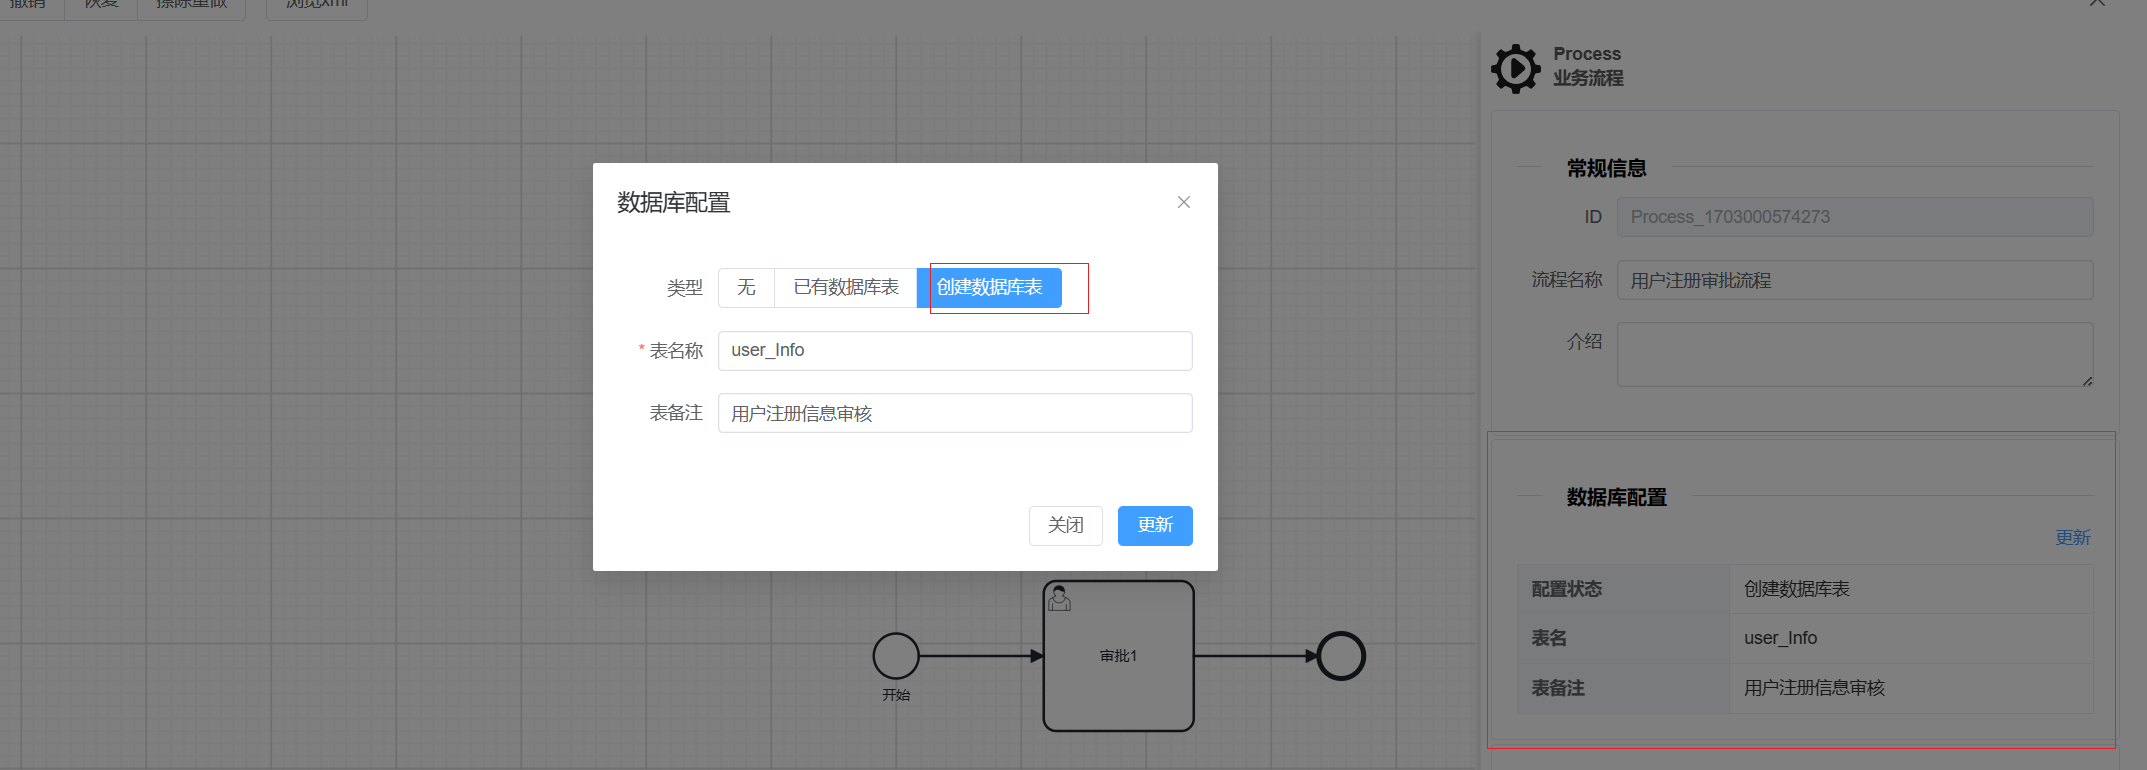 撤销 恢复 擦除重做 浏览xml
Process
业务流程
常规信息
ID Process_1703000574273
流程名称 用户注册审批流程
介绍
数据库配置
类型 无 已有数据库表 创建数据库表
* 表名称 user_Info
表备注 用户注册信息审核
关闭 更新
开始
审批1
数据库配置
更新
配置状态 创建数据库表
表名 user_Info
表备注 用户注册信息审核